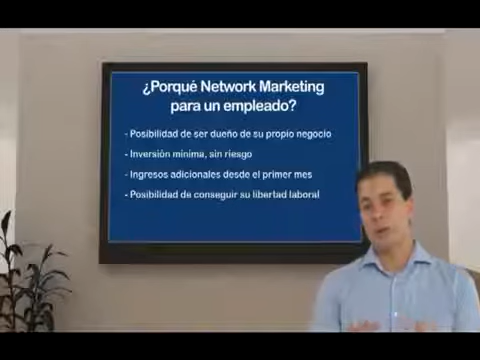 ¿Porqué Network Marketing
para un empleado?
- Posibilidad de ser dueño de su propio negocio
- Inversión mínima, sin riesgo
- Ingresos adicionales desde el primer mes
- Posibilidad de conseguir su libertad laboral